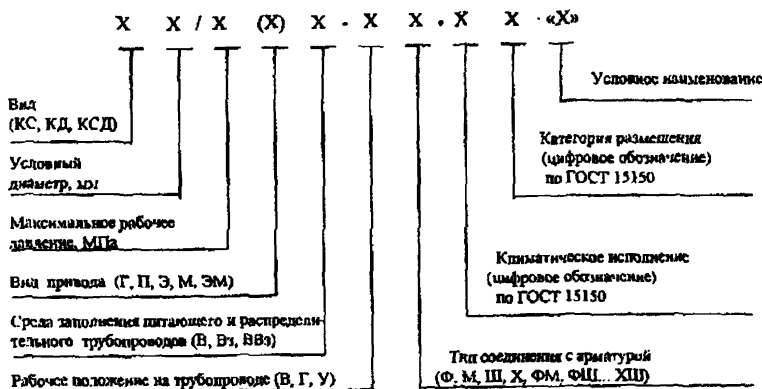 X X / X (X) X - X X . X X «X»
Условное наименование
Вид
(КС, КД, КСД)
Категория размещения
(цифровое обозначение)
по ГОСТ 15150
Условный
диаметр, мм
Максимальное рабочее
давление, МПа
Климатическое исполнение
(цифровое обозначение)
по ГОСТ 15150
Вид привода (Г, П, Э, М, ЭМ)
Среда заполнения питающего и распредели-
тельного трубопроводов (В, Вз, ВВз)
Тип соединения с арматурой
(Ф, М, Ш, Х, ФМ, ФШ... ХШ)
Рабочее положение на трубопроводе (В, Г, У)